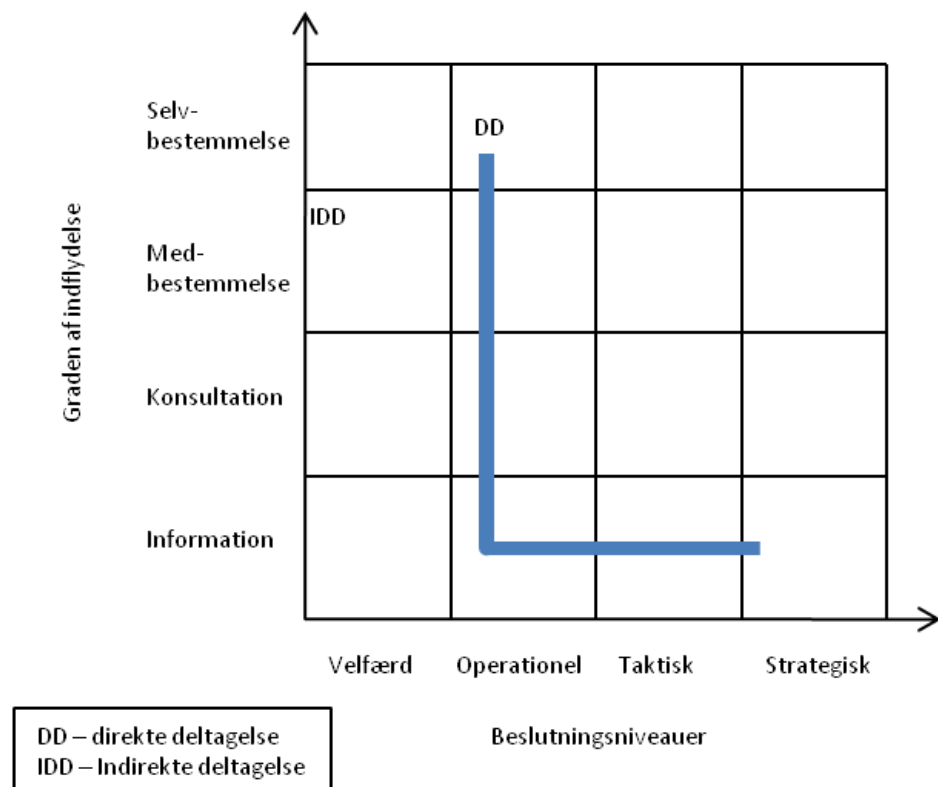 Selv-
bestemmelse
DD
IDD
Med-
bestemmelse
Graden af indflydelse
Konsultation
Information
Velfærd
Operationel
Taktisk
Strategisk
Beslutningsniveauer
DD – direkte deltagelse
IDD – Indirekte deltagelse